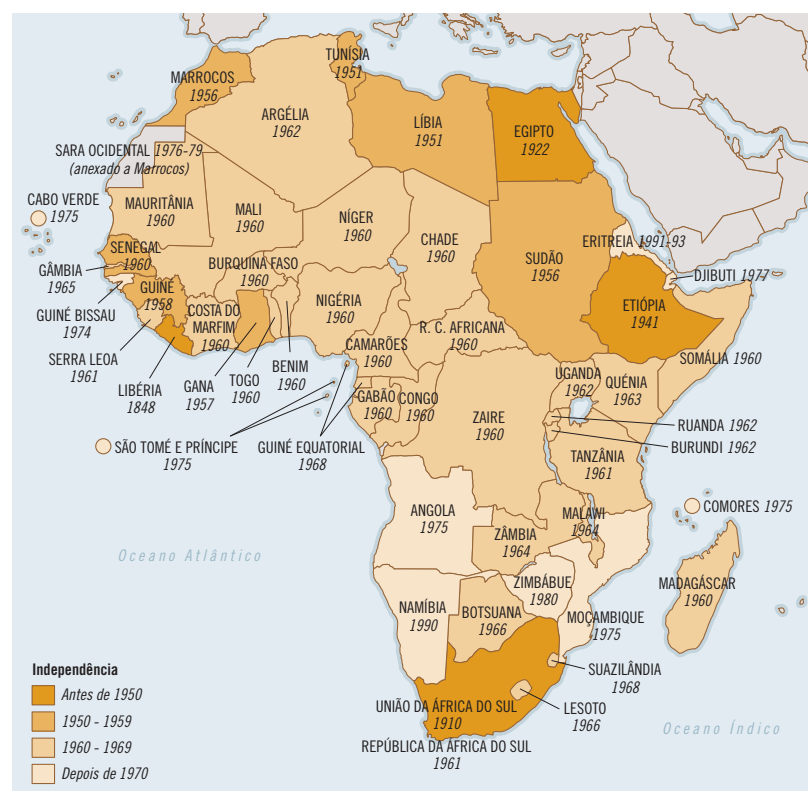 TUNÍSIA
1951
MARROCOS
1956
ARGÉLIA
1962
LÍBIA
1951
EGIPTO
1922
SARA OCIDENTAL 1976-79
(anexado a Marrocos)
CABO VERDE
1975
MAURITÂNIA
1960
MALI
1960
NÍGER
1960
CHADE
1960
SUDÃO
1956
ERITREIA 1991-93
DJIBUTI 1977
SENEGAL
1960
GÂMBIA
1965
GUINÉ BISSAU
1974
GUINÉ
1958
BURQUINA FASO
1960
COSTA DO
MARFIM
1960
NIGÉRIA
1960
ETIÓPIA
1941
R. C. AFRICANA
1960
CAMARÕES
1960
SOMÁLIA 1960
SERRA LEOA
1961
LIBÉRIA
1848
GANA
1957
TOGO
1960
BENIM
1960
GABÃO
1960
CONGO
1960
UGANDA
1962
QUÉNIA
1963
ZAIRE
1960
RUANDA 1962
BURUNDI 1962
SÃO TOMÉ E PRÍNCIPE
1975
GUINÉ EQUATORIAL
1968
TANZÂNIA
1961
ANGOLA
1975
MALAWI
1964
COMORES 1975
ZÂMBIA
1964
Oceano Atlântico
ZIMBÁBUE
1980
MADAGÁSCAR
1960
NAMÍBIA
1990
BOTSUANA
1966
MOÇAMBIQUE
1975
SUAZILÂNDIA
1968
LESOTO
1966
UNIÃO DA ÁFRICA DO SUL
1910
REPÚBLICA DA ÁFRICA DO SUL
1961
Oceano Índico
Independência
Antes de 1950
1950 - 1959
1960 - 1969
Depois de 1970